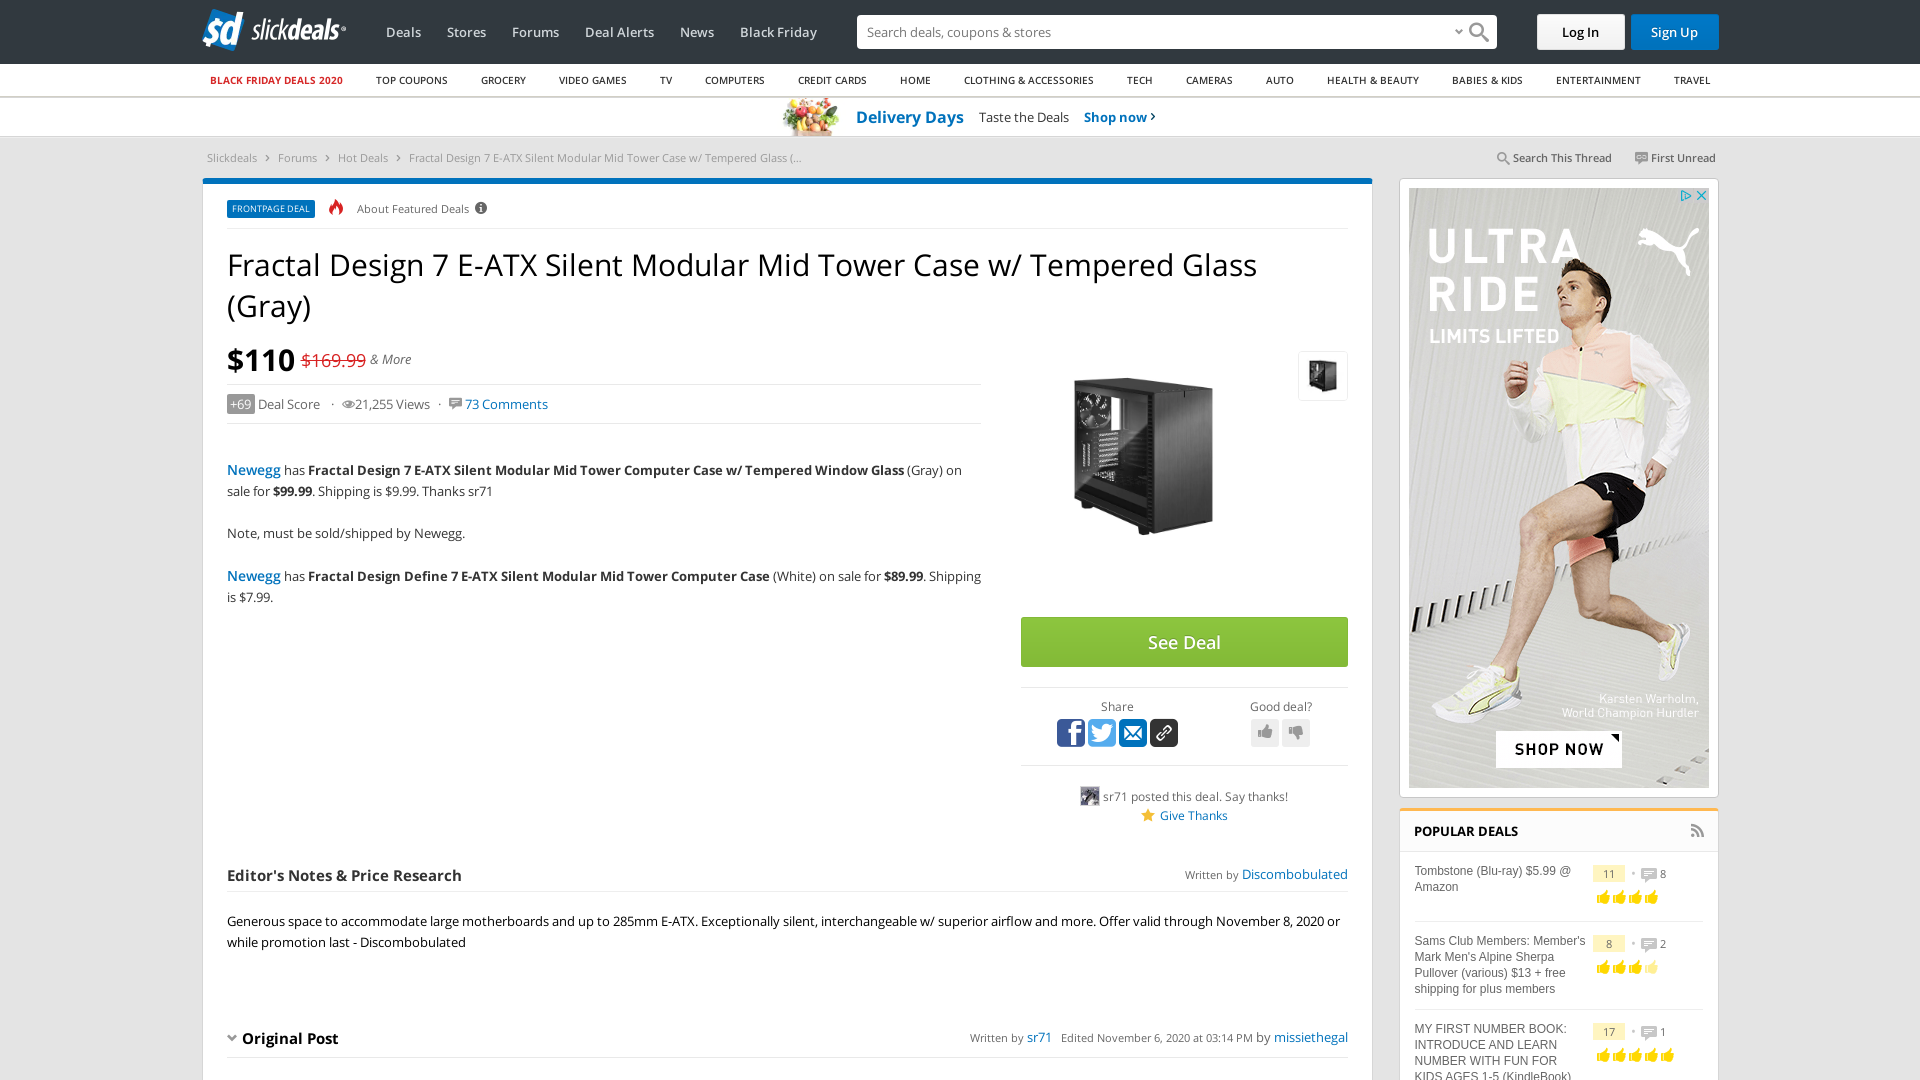 sd slickdeals
Deals Stores Forums Deal Alerts News Black Friday
Search deals, coupons & stores
Log In Sign Up
BLACK FRIDAY DEALS 2020 TOP COUPONS GROCERY VIDEO GAMES TV COMPUTERS CREDIT CARDS HOME CLOTHING & ACCESSORIES TECH CAMERAS AUTO HEALTH & BEAUTY BABIES & KIDS ENTERTAINMENT TRAVEL
Delivery Days Taste the Deals Shop now ›
Slickdeals › Forums › Hot Deals › Fractal Design 7 E-ATX Silent Modular Mid Tower Case w/ Tempered Glass (...
Search This Thread First Unread
FRONTPAGE DEAL About Featured Deals
Fractal Design 7 E-ATX Silent Modular Mid Tower Case w/ Tempered Glass
(Gray)
$110 $169.99 & More
+69 Deal Score · 21,255 Views · 73 Comments
Newegg has Fractal Design 7 E-ATX Silent Modular Mid Tower Computer Case w/ Tempered Window Glass (Gray) on
sale for $99.99. Shipping is $9.99. Thanks sr71
Note, must be sold/shipped by Newegg.
Newegg has Fractal Design Define 7 E-ATX Silent Modular Mid Tower Computer Case (White) on sale for $89.99. Shipping
is $7.99.
See Deal
Share Good deal?
sr71 posted this deal. Say thanks!
Give Thanks
Editor's Notes & Price Research
Written by Discombobulated
Generous space to accommodate large motherboards and up to 285mm E-ATX. Exceptionally silent, interchangeable w/ superior airflow and more. Offer valid through November 8, 2020 or
while promotion last - Discombobulated
Original Post
Written by sr71 Edited November 6, 2020 at 03:14 PM by missiethegal
ULTRA
RIDE
LIMITS LIFTED
Karsten Warholm,
World Champion Hurdler
SHOP NOW
POPULAR DEALS
Tombstone (Blu-ray) $5.99 @
Amazon
11 • 8
Sams Club Members: Member's
Mark Men's Alpine Sherpa
Pullover (various) $13 + free
shipping for plus members
8 • 2
MY FIRST NUMBER BOOK:
INTRODUCE AND LEARN
NUMBER WITH FUN FOR
KIDS AGES 1-5 (KindleBook)
17 • 1